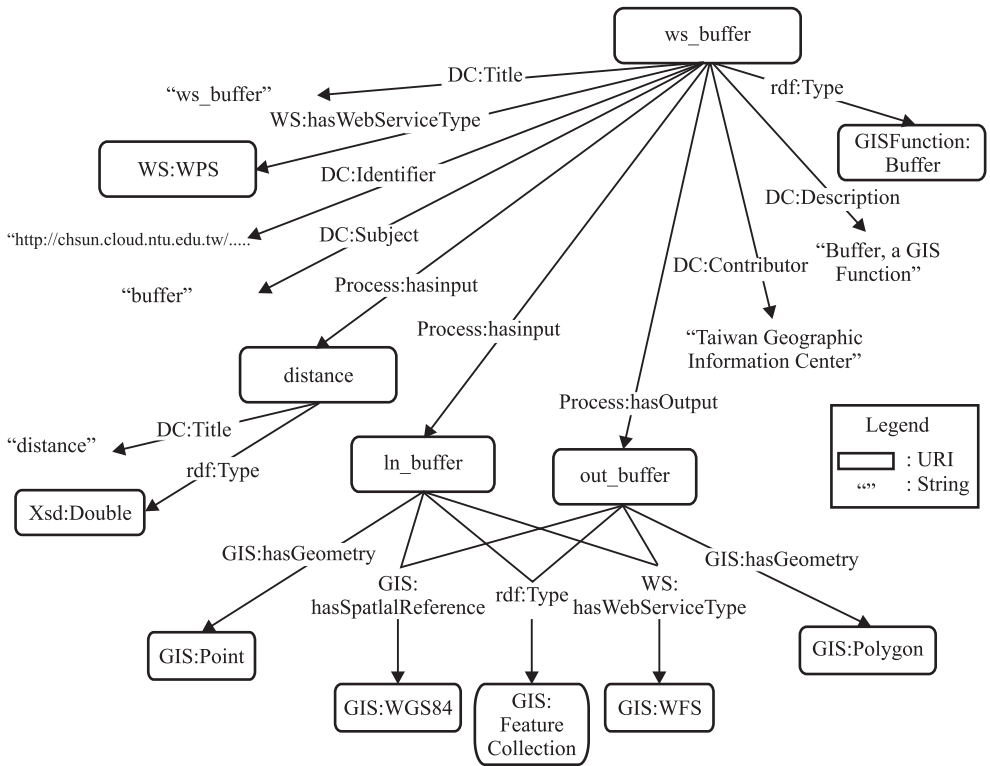 ws_buffer
DC:Title
rdf:Type
“ws_buffer”
WS:hasWebServiceType
GISFunction:
Buffer
WS:WPS
DC:Identifier
DC:Description
“http://chsun.cloud.ntu.edu.tw/.....
DC:Subject
“Buffer, a GIS
Function”
DC:Contributor
Process:hasinput
“buffer”
Process:hasinput
“Taiwan Geographic
Information Center”
distance
Process:hasOutput
DC:Title
“distance”
Legend
: URI
“” : String
ln_buffer
out_buffer
rdf:Type
Xsd:Double
GIS:hasGeometry
GIS:hasGeometry
GIS:
hasSpatlalReference
rdf:Type
WS:
hasWebServiceType
GIS:Point
GIS:Polygon
GIS:WGS84
GIS:
Feature
Collection
GIS:WFS